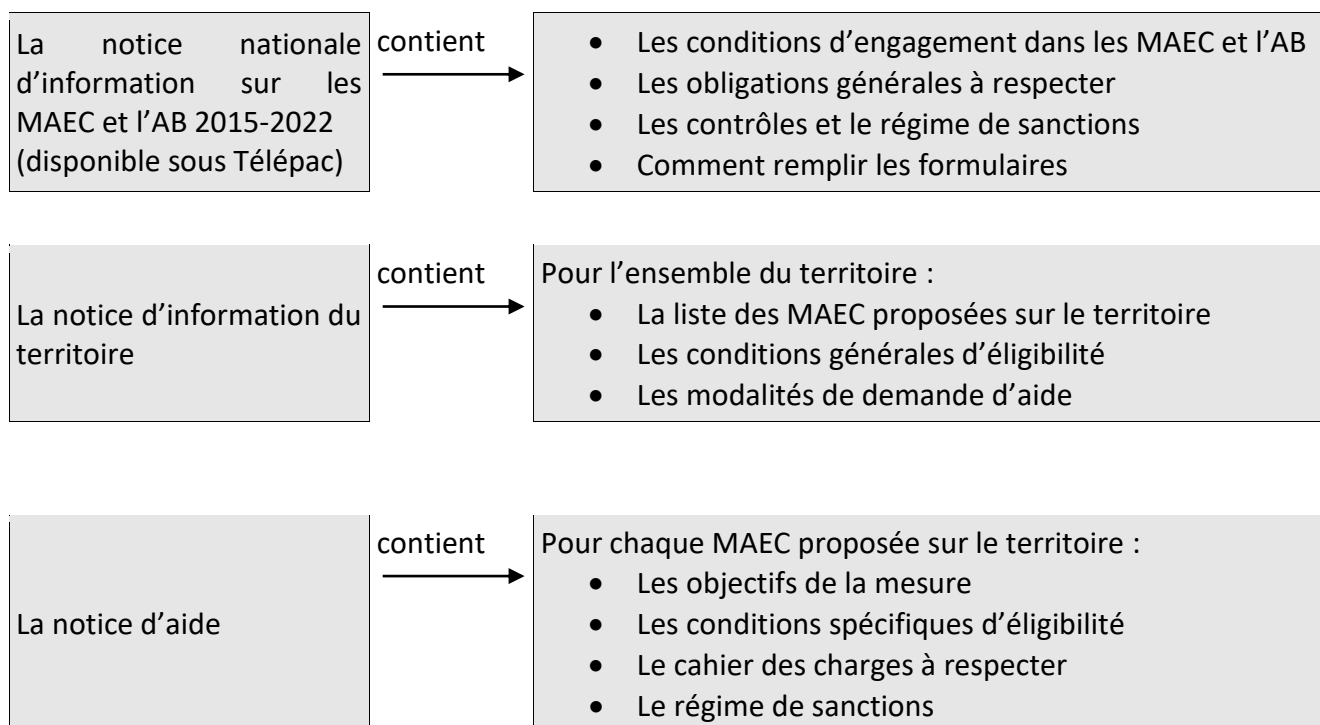 La notice nationale
d’information sur les
MAEC et l’AB 2015-2022
(disponible sous Télépac)
contient
• Les conditions d’engagement dans les MAEC et l’AB
• Les obligations générales à respecter
• Les contrôles et le régime de sanctions
• Comment remplir les formulaires
La notice d’information du
territoire
contient
Pour l’ensemble du territoire :
• La liste des MAEC proposées sur le territoire
• Les conditions générales d’éligibilité
• Les modalités de demande d’aide
La notice d’aide
contient
Pour chaque MAEC proposée sur le territoire :
• Les objectifs de la mesure
• Les conditions spécifiques d’éligibilité
• Le cahier des charges à respecter
• Le régime de sanctions